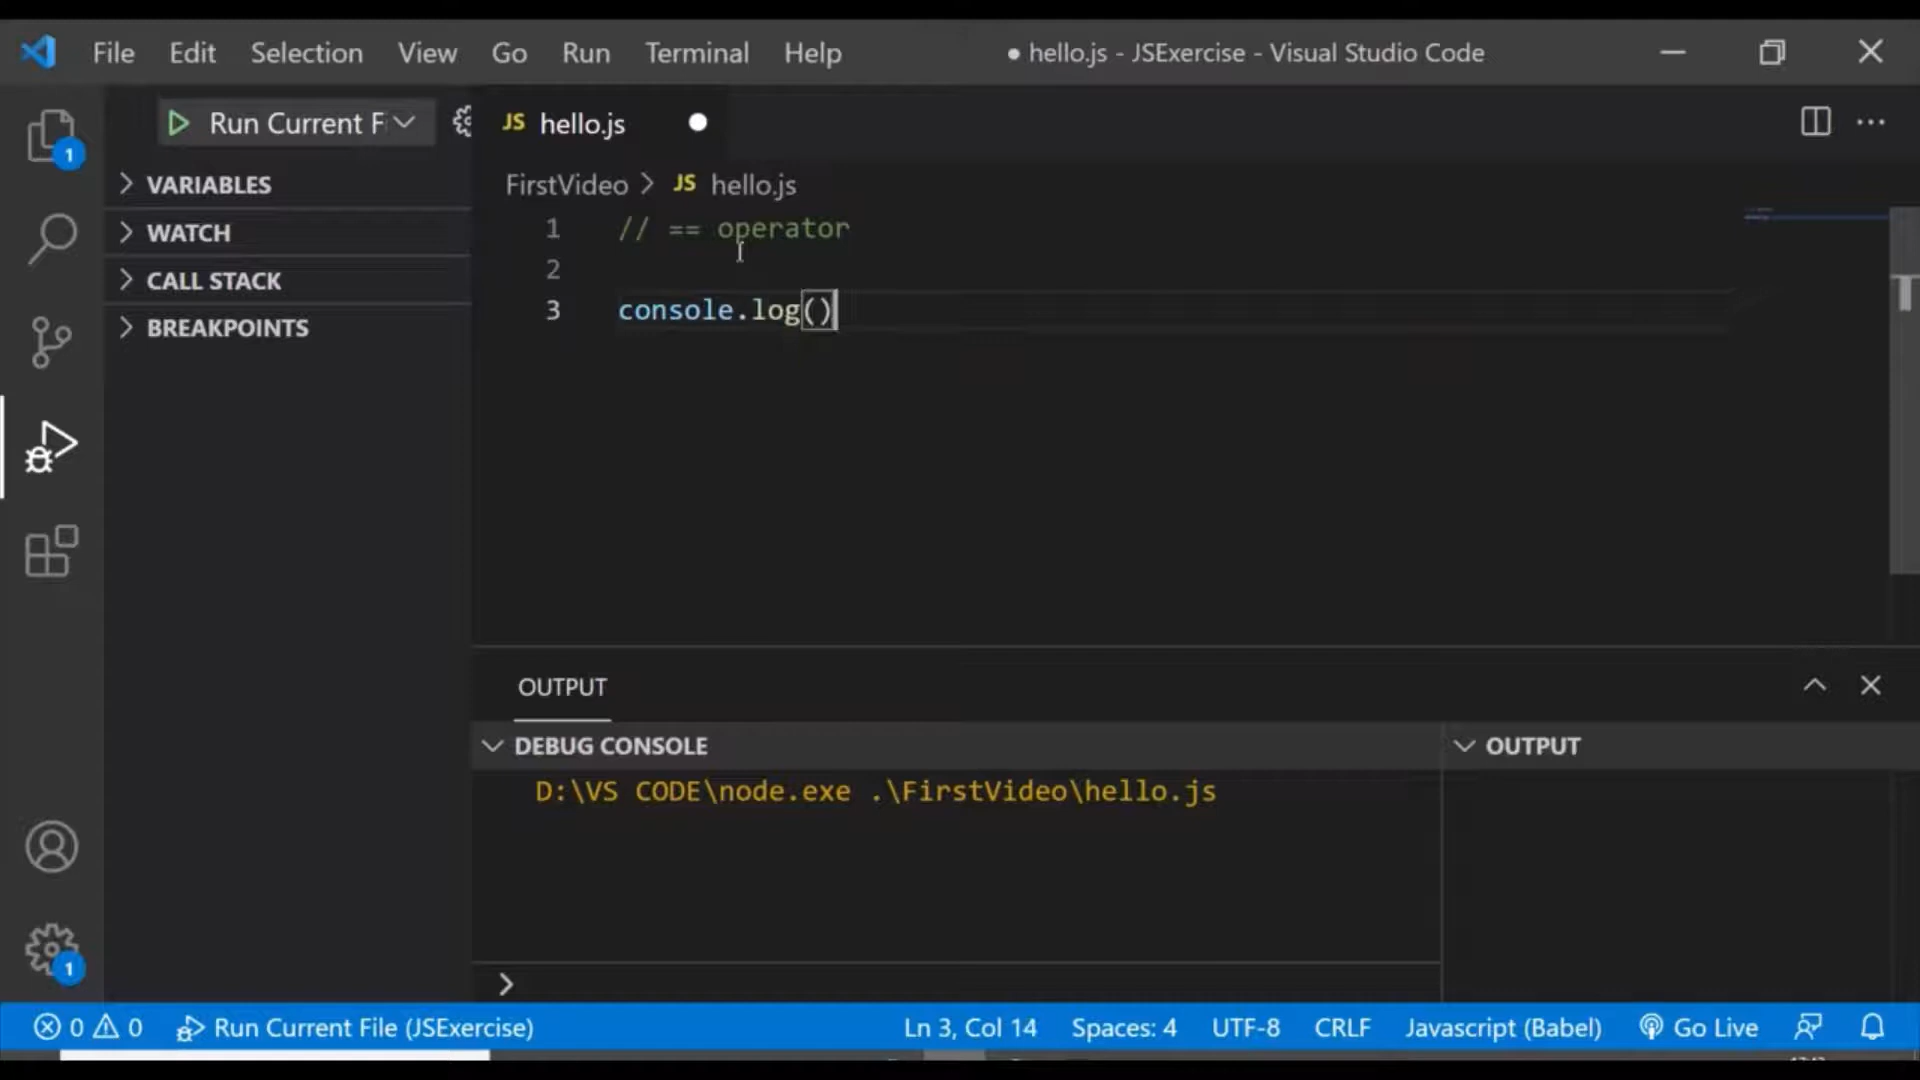 File Edit Selection View Go Run Terminal Help ● hello.js - JSExercise - Visual Studio Code
Run Current F
JS hello.js
1
VARIABLES
FirstVideo > JS hello.js
WATCH
CALL STACK
BREAKPOINTS
1 // == operator
2
3 console.log()
OUTPUT
DEBUG CONSOLE
OUTPUT
D:\VS CODE\node.exe .\FirstVideo\hello.js
>
1
0 0 Run Current File (JSExercise) Ln 3, Col 14 Spaces: 4 UTF-8 CRLF Javascript (Babel) Go Live